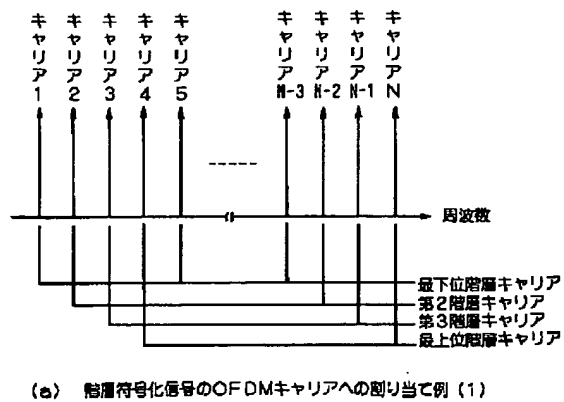 キャリア1
キャリア2
キャリア3
キャリア4
キャリア5
キャリアN-3
キャリアN-2
キャリアN-1
キャリアN
周波数
最下位階層キャリア
第2階層キャリア
第3階層キャリア
最上位階層キャリア
(a) 階層符号化信号のOFDMキャリアへの割り当て例 (1)